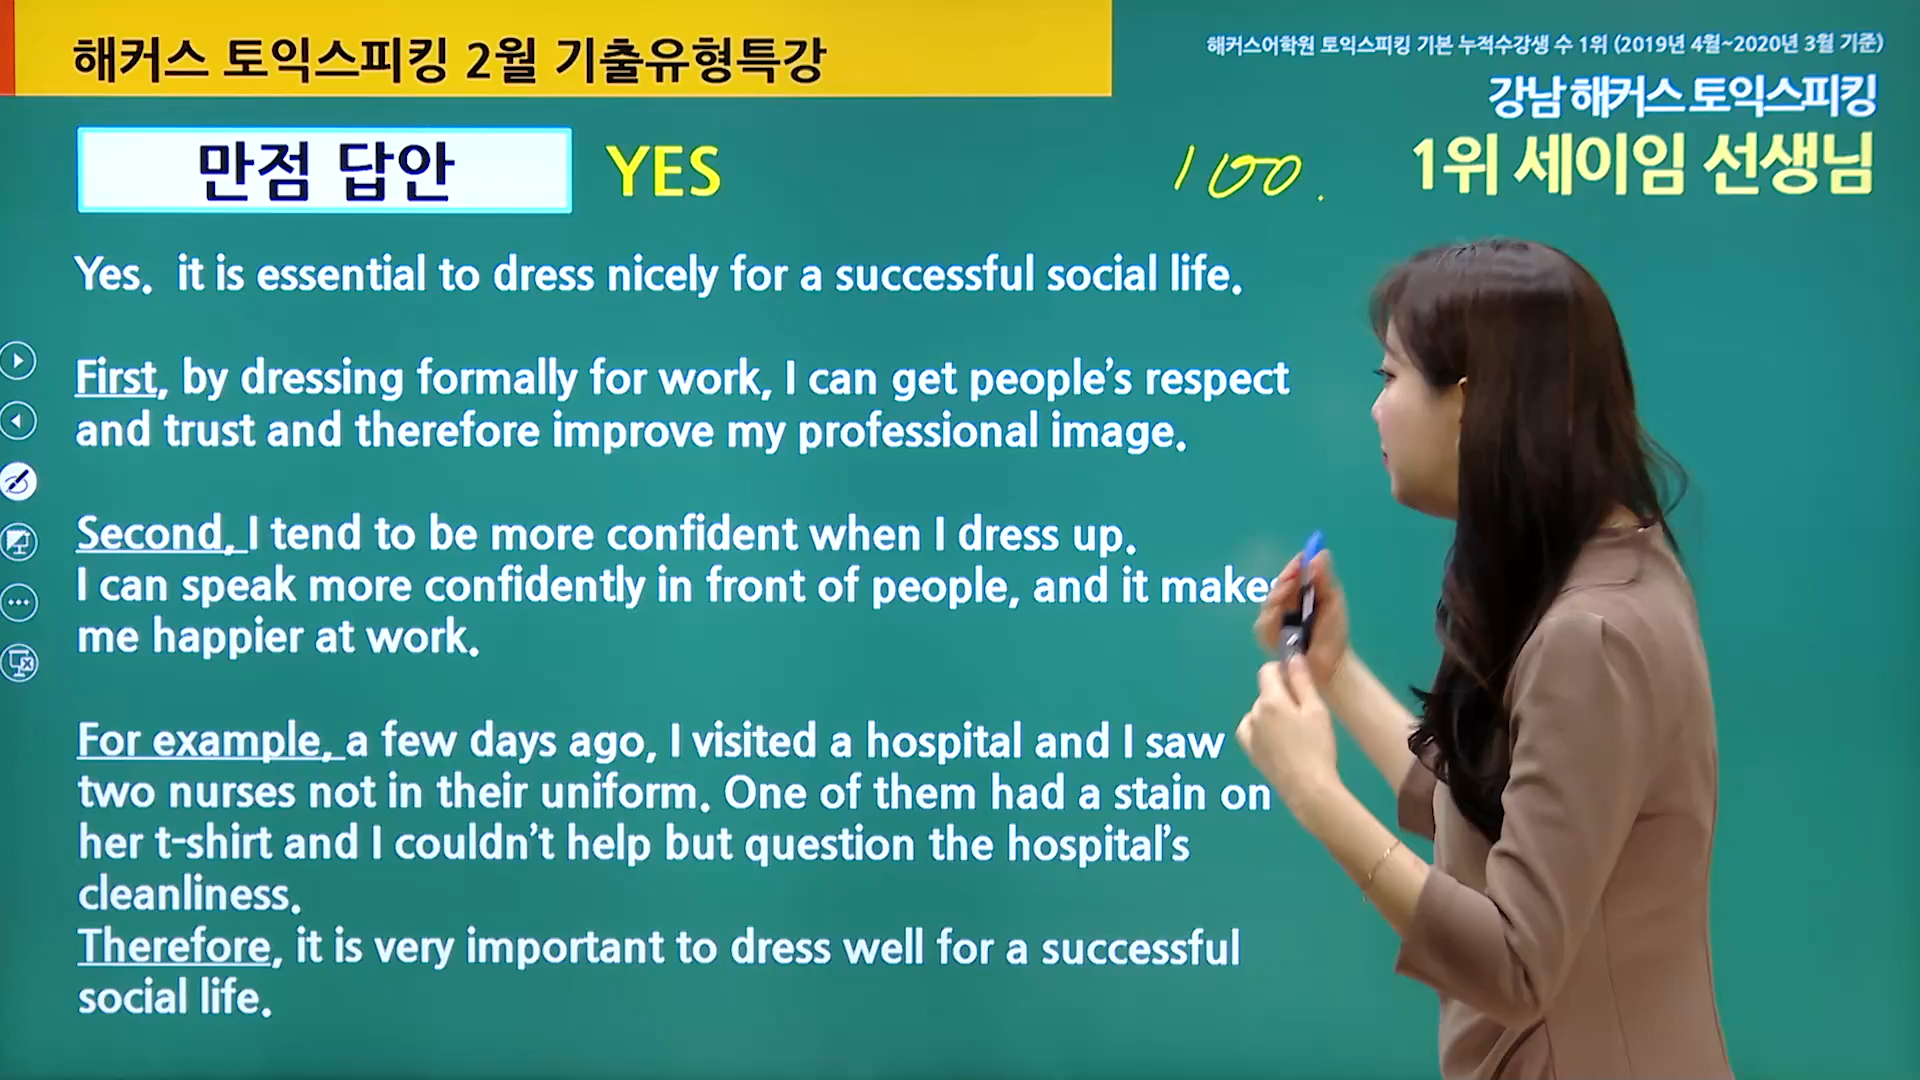 해커스 토익스피킹 2월 기출유형특강
해커스어학원 토익스피킹 기본 누적수강생 수 1위 (2019년 4월~2020년 3월 기준)
강남 해커스 토익스피킹
1위 세이임 선생님
만점 답안
YES
100.
Yes. it is essential to dress nicely for a successful social life.
First, by dressing formally for work, I can get people’s respect
and trust and therefore improve my professional image.
Second, I tend to be more confident when I dress up.
I can speak more confidently in front of people, and it makes
me happier at work.
For example, a few days ago, I visited a hospital and I saw
two nurses not in their uniform. One of them had a stain on
her t-shirt and I couldn’t help but question the hospital’s
cleanliness.
Therefore, it is very important to dress well for a successful
social life.